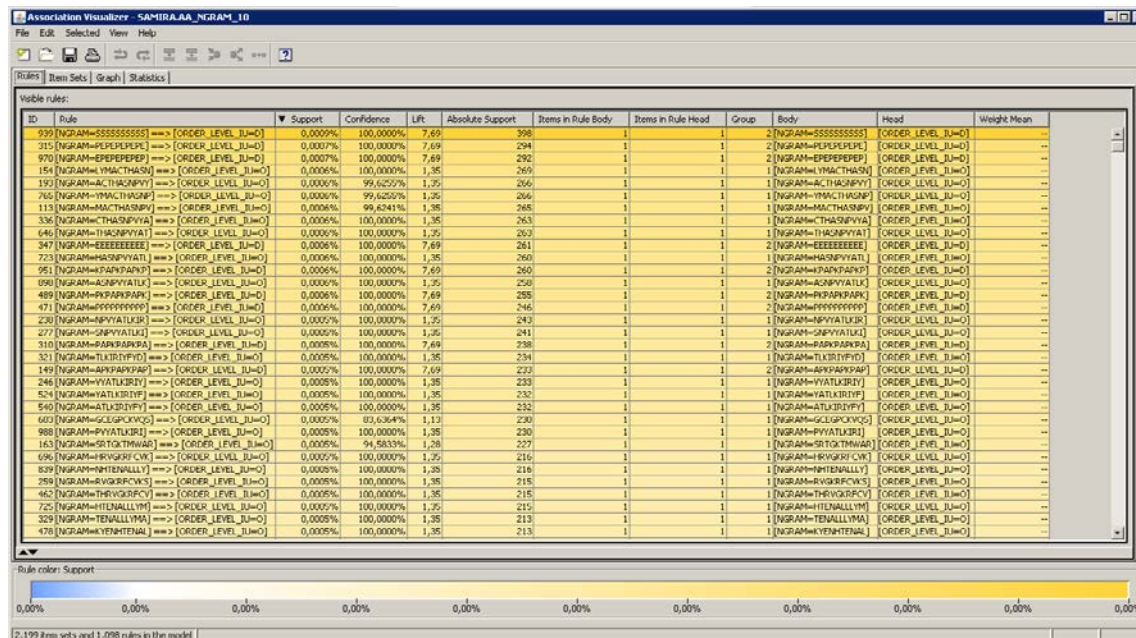 Association Visualizer - SAMIRA.AA_NGRAM_10
File Edit Selected View Help
Rules Item Sets Graph Statistics
Visible rules:
ID Rule ▼ Support Confidence Lift Absolute Support Items in Rule Body Items in Rule Head Group Body Head Weight Mean
939 [NGRAM=SSSSSSSSSS] ==> [ORDER_LEVEL_IU=D] 0,0009% 100,0000% 7,69 398 1 1 2 [NGRAM=SSSSSSSSSS] [ORDER_LEVEL_IU=D] --
315 [NGRAM=PEPEPEPEPE] ==> [ORDER_LEVEL_IU=D] 0,0007% 100,0000% 7,69 294 1 1 2 [NGRAM=PEPEPEPEPE] [ORDER_LEVEL_IU=D] --
970 [NGRAM=EPEPEPEPEP] ==> [ORDER_LEVEL_IU=D] 0,0007% 100,0000% 7,69 292 1 1 2 [NGRAM=EPEPEPEPEP] [ORDER_LEVEL_IU=D] --
154 [NGRAM=LYMACTHASN] ==> [ORDER_LEVEL_IU=O] 0,0006% 100,0000% 1,35 269 1 1 1 [NGRAM=LYMACTHASN] [ORDER_LEVEL_IU=O] --
193 [NGRAM=ACTHASNPVY] ==> [ORDER_LEVEL_IU=O] 0,0006% 99,6255% 1,35 266 1 1 1 [NGRAM=ACTHASNPVY] [ORDER_LEVEL_IU=O] --
765 [NGRAM=YMACTHASNP] ==> [ORDER_LEVEL_IU=O] 0,0006% 99,6255% 1,35 266 1 1 1 [NGRAM=YMACTHASNP] [ORDER_LEVEL_IU=O] --
113 [NGRAM=MACTHASNPV] ==> [ORDER_LEVEL_IU=O] 0,0006% 99,6241% 1,35 265 1 1 1 [NGRAM=MACTHASNPV] [ORDER_LEVEL_IU=O] --
336 [NGRAM=CTHASNPVYA] ==> [ORDER_LEVEL_IU=O] 0,0006% 100,0000% 1,35 263 1 1 1 [NGRAM=CTHASNPVYA] [ORDER_LEVEL_IU=O] --
646 [NGRAM=THASNPVYAT] ==> [ORDER_LEVEL_IU=O] 0,0006% 100,0000% 1,35 263 1 1 1 [NGRAM=THASNPVYAT] [ORDER_LEVEL_IU=O] --
347 [NGRAM=EEEEEEEEEE] ==> [ORDER_LEVEL_IU=D] 0,0006% 100,0000% 7,69 261 1 1 2 [NGRAM=EEEEEEEEEE] [ORDER_LEVEL_IU=D] --
723 [NGRAM=HASNPVYATL] ==> [ORDER_LEVEL_IU=O] 0,0006% 100,0000% 1,35 260 1 1 1 [NGRAM=HASNPVYATL] [ORDER_LEVEL_IU=O] --
951 [NGRAM=KPAPKPAPKP] ==> [ORDER_LEVEL_IU=D] 0,0006% 100,0000% 7,69 260 1 1 2 [NGRAM=KPAPKPAPKP] [ORDER_LEVEL_IU=D] --
898 [NGRAM=ASNPVYATLK] ==> [ORDER_LEVEL_IU=O] 0,0006% 100,0000% 1,35 258 1 1 1 [NGRAM=ASNPVYATLK] [ORDER_LEVEL_IU=O] --
489 [NGRAM=PKPAPKPAPK] ==> [ORDER_LEVEL_IU=D] 0,0006% 100,0000% 7,69 255 1 1 2 [NGRAM=PKPAPKPAPK] [ORDER_LEVEL_IU=D] --
471 [NGRAM=PPPPPPPPPP] ==> [ORDER_LEVEL_IU=D] 0,0006% 100,0000% 7,69 246 1 1 2 [NGRAM=PPPPPPPPPP] [ORDER_LEVEL_IU=D] --
238 [NGRAM=NPVYATLKIR] ==> [ORDER_LEVEL_IU=O] 0,0005% 100,0000% 1,35 243 1 1 1 [NGRAM=NPVYATLKIR] [ORDER_LEVEL_IU=O] --
277 [NGRAM=SNPVYATLKI] ==> [ORDER_LEVEL_IU=O] 0,0005% 100,0000% 1,35 241 1 1 1 [NGRAM=SNPVYATLKI] [ORDER_LEVEL_IU=O] --
310 [NGRAM=PAPKPAPKPA] ==> [ORDER_LEVEL_IU=D] 0,0005% 100,0000% 7,69 238 1 1 2 [NGRAM=PAPKPAPKPA] [ORDER_LEVEL_IU=D] --
321 [NGRAM=TLKIRIYFYD] ==> [ORDER_LEVEL_IU=O] 0,0005% 100,0000% 1,35 234 1 1 1 [NGRAM=TLKIRIYFYD] [ORDER_LEVEL_IU=O] --
149 [NGRAM=APKPAPKPAP] ==> [ORDER_LEVEL_IU=D] 0,0005% 100,0000% 7,69 233 1 1 2 [NGRAM=APKPAPKPAP] [ORDER_LEVEL_IU=D] --
246 [NGRAM=VYATLKIRIY] ==> [ORDER_LEVEL_IU=O] 0,0005% 100,0000% 1,35 233 1 1 1 [NGRAM=VYATLKIRIY] [ORDER_LEVEL_IU=O] --
524 [NGRAM=YATLKIRIYF] ==> [ORDER_LEVEL_IU=O] 0,0005% 100,0000% 1,35 232 1 1 1 [NGRAM=YATLKIRIYF] [ORDER_LEVEL_IU=O] --
540 [NGRAM=ATLKIRIYFY] ==> [ORDER_LEVEL_IU=O] 0,0005% 100,0000% 1,35 232 1 1 1 [NGRAM=ATLKIRIYFY] [ORDER_LEVEL_IU=O] --
603 [NGRAM=GCEGPCKVQS] ==> [ORDER_LEVEL_IU=O] 0,0005% 83,6364% 1,13 230 1 1 1 [NGRAM=GCEGPCKVQS] [ORDER_LEVEL_IU=O] --
988 [NGRAM=PVYATLKIRI] ==> [ORDER_LEVEL_IU=O] 0,0005% 100,0000% 1,35 230 1 1 1 [NGRAM=PVYATLKIRI] [ORDER_LEVEL_IU=O] --
163 [NGRAM=SRTGKTMWAR] ==> [ORDER_LEVEL_IU=O] 0,0005% 94,5833% 1,28 227 1 1 1 [NGRAM=SRTGKTMWAR] [ORDER_LEVEL_IU=O] --
696 [NGRAM=HRVGKRFCVK] ==> [ORDER_LEVEL_IU=O] 0,0005% 100,0000% 1,35 216 1 1 1 [NGRAM=HRVGKRFCVK] [ORDER_LEVEL_IU=O] --
839 [NGRAM=NHTENALLLY] ==> [ORDER_LEVEL_IU=O] 0,0005% 100,0000% 1,35 216 1 1 1 [NGRAM=NHTENALLLY] [ORDER_LEVEL_IU=O] --
259 [NGRAM=RVGKRFCVKS] ==> [ORDER_LEVEL_IU=O] 0,0005% 100,0000% 1,35 215 1 1 1 [NGRAM=RVGKRFCVKS] [ORDER_LEVEL_IU=O] --
462 [NGRAM=THRVGKRFCV] ==> [ORDER_LEVEL_IU=O] 0,0005% 100,0000% 1,35 215 1 1 1 [NGRAM=THRVGKRFCV] [ORDER_LEVEL_IU=O] --
725 [NGRAM=HTENALLLYM] ==> [ORDER_LEVEL_IU=O] 0,0005% 100,0000% 1,35 215 1 1 1 [NGRAM=HTENALLLYM] [ORDER_LEVEL_IU=O] --
329 [NGRAM=TENALLLYMA] ==> [ORDER_LEVEL_IU=O] 0,0005% 100,0000% 1,35 213 1 1 1 [NGRAM=TENALLLYMA] [ORDER_LEVEL_IU=O] --
478 [NGRAM=KYENHTENAL] ==> [ORDER_LEVEL_IU=O] 0,0005% 100,0000% 1,35 213 1 1 1 [NGRAM=KYENHTENAL] [ORDER_LEVEL_IU=O] --
Rule color: Support
0,00% 0,00% 0,00% 0,00% 0,00% 0,00% 0,00% 0,00% 0,00% 0,00% 0,00%
2.199 item sets and 1.098 rules in the model